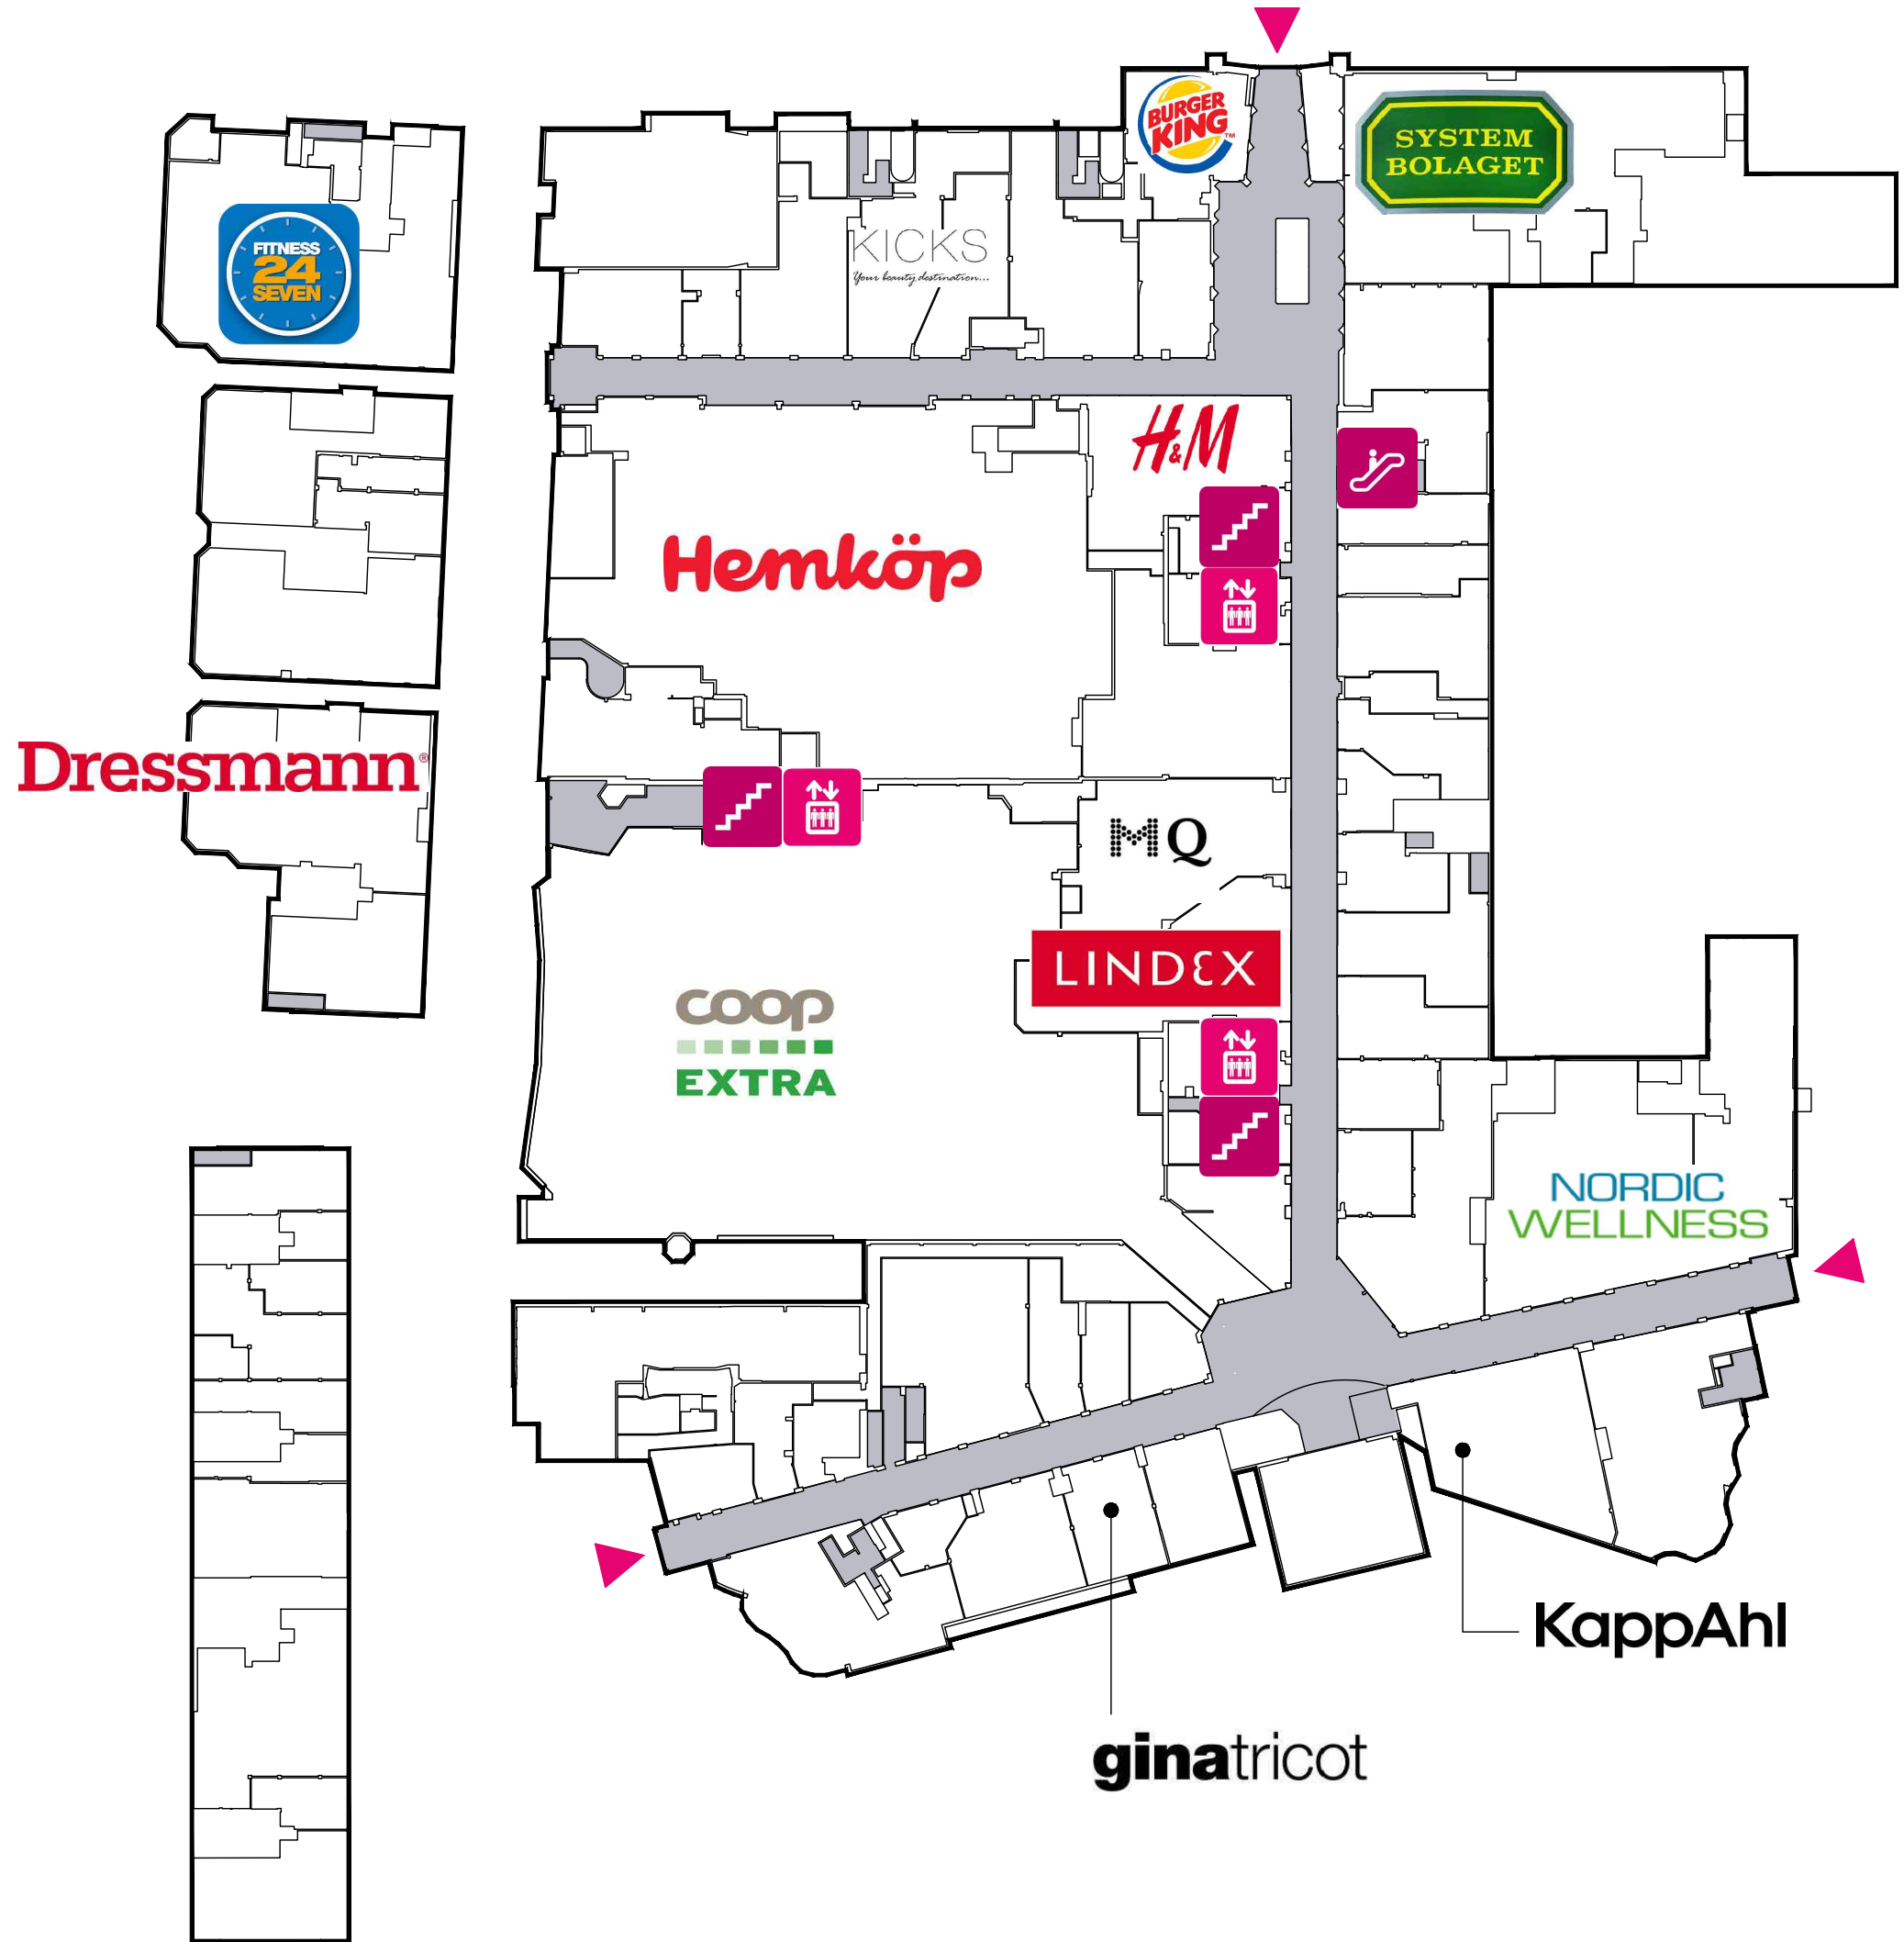 BURGER
KING™
SYSTEM
BOLAGET
FITNESS
24
SEVEN
KICKS
Your beauty destination...
H&M
Hemköp
Dressmann®
MQ
LINDEX
coop
EXTRA
NORDIC
WELLNESS
KappAhl
ginatricot